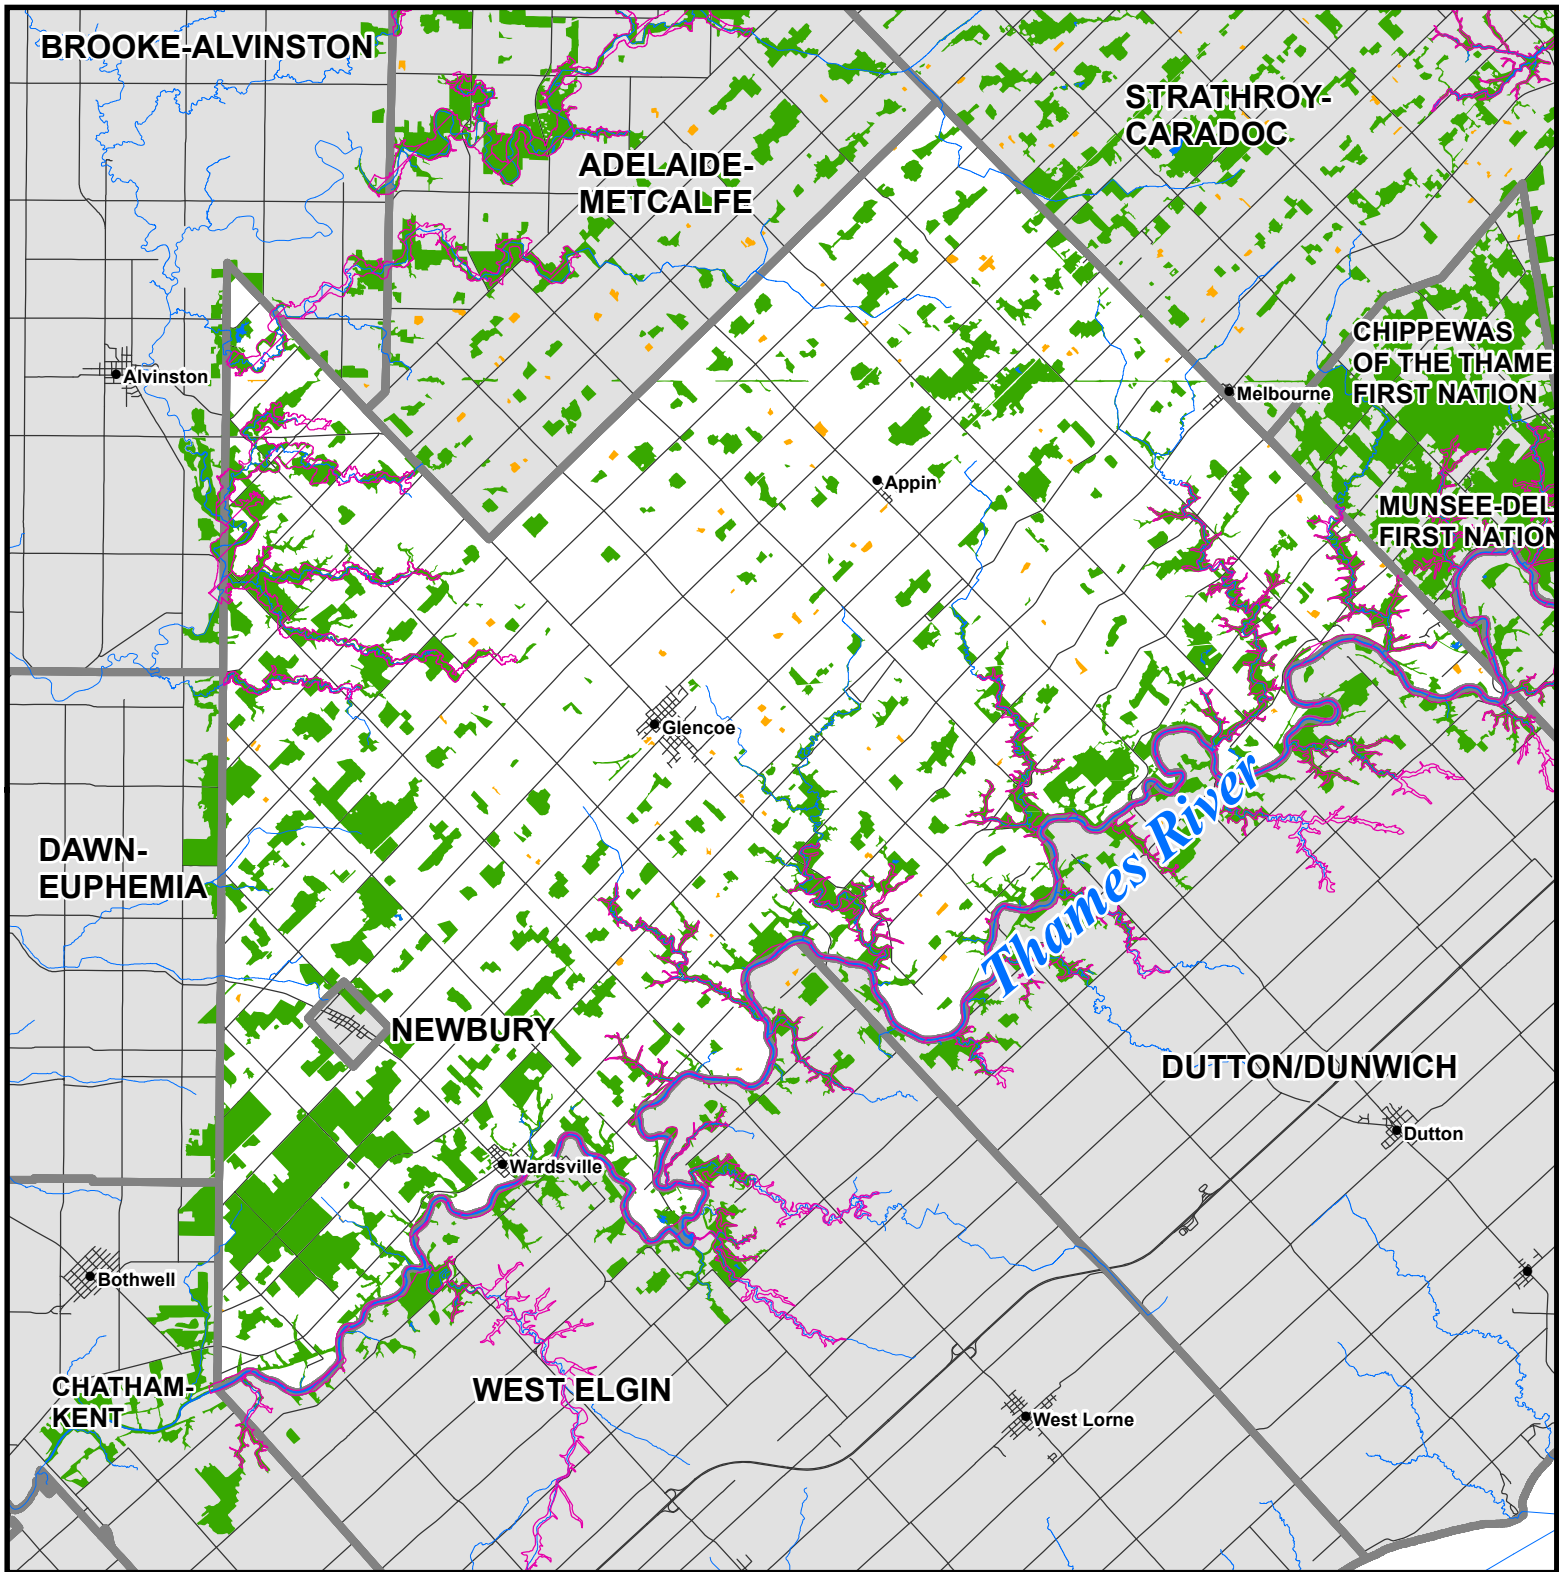 BROOKE-ALVINSTON
STRATHROY-
CARADOC
ADELAIDE-
METCALFE
CHIPPEWAS
OF THE THAME
FIRST NATION
Alvinston
Melbourne
Appin
MUNSEE-DEL
FIRST NATION
Glencoe
Thames River
DAWN-
EUPHEMIA
NEWBURY
DUTTON/DUNWICH
Dutton
Wardsville
Bothwell
CHATHAM-
KENT
WEST ELGIN
West Lorne